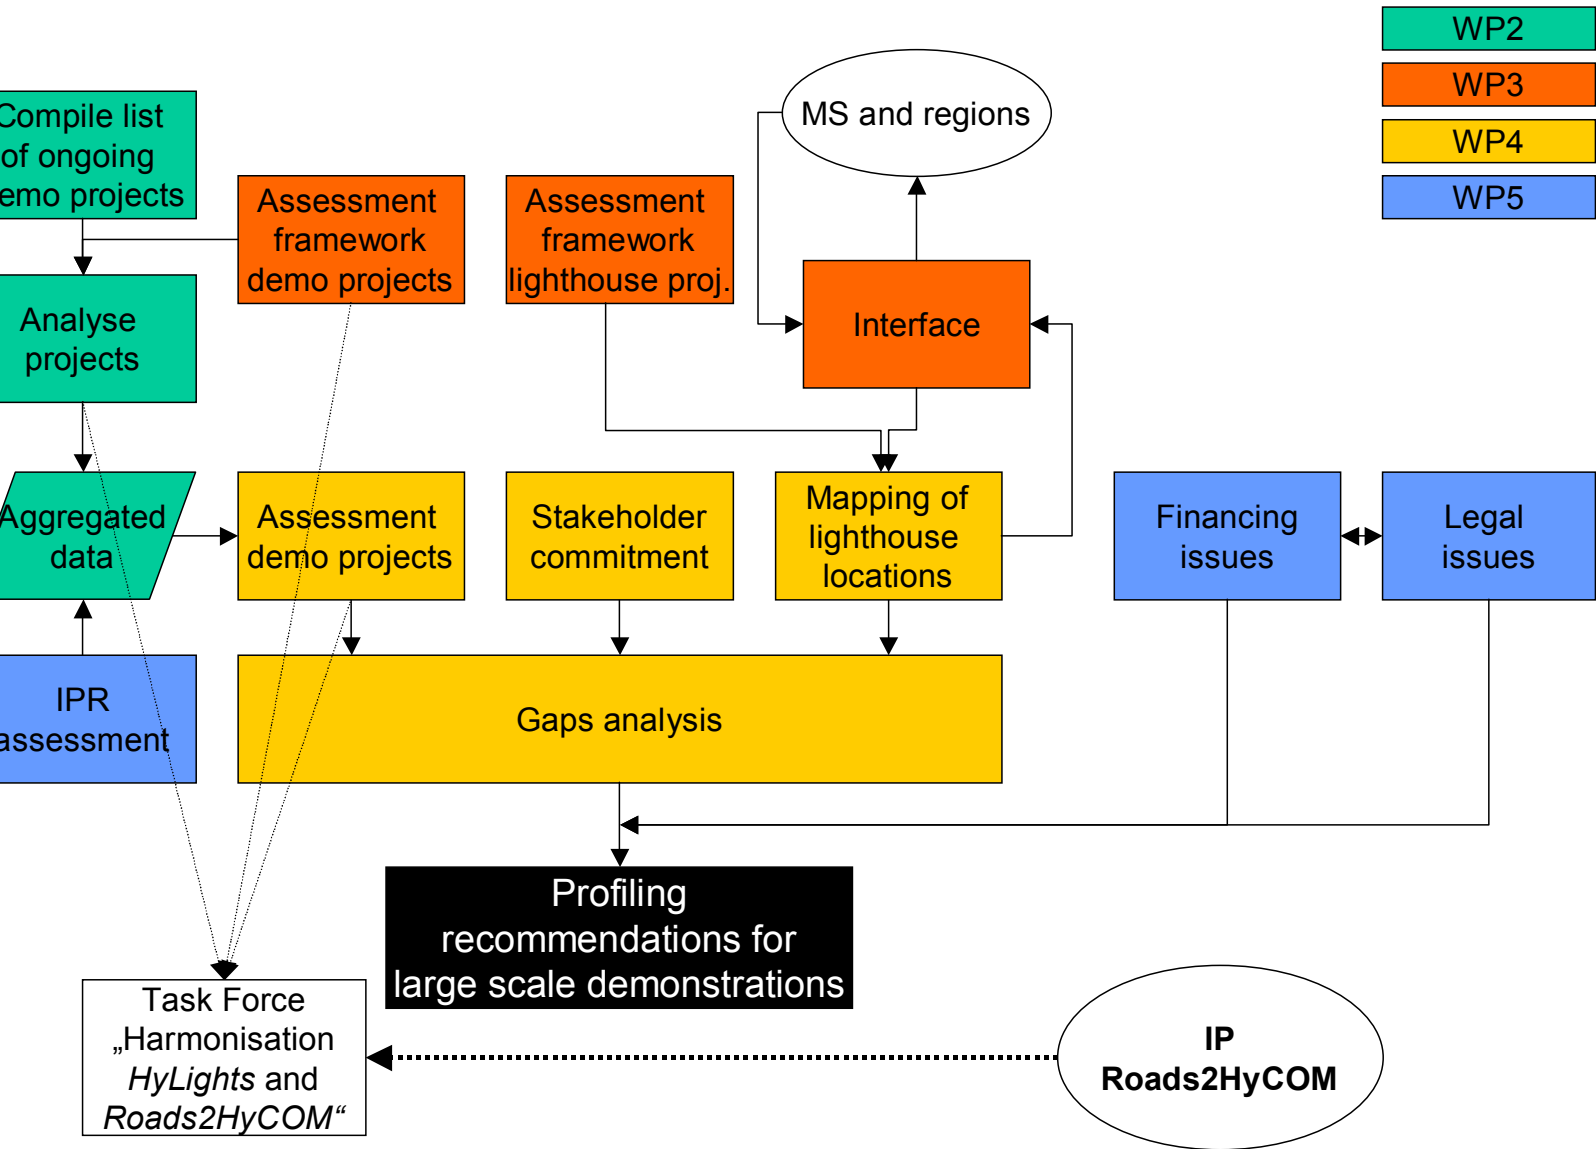 WP2
WP3
WP4
WP5
MS and regions
Compile list
of ongoing
demo projects
Assessment
framework
demo projects
Assessment
framework
lighthouse proj.
Interface
Analyse
projects
Aggregated
data
Assessment
demo projects
Stakeholder
commitment
Mapping of
lighthouse
locations
Financing
issues
Legal
issues
IPR
assessment
Gaps analysis
Profiling
recommendations for
large scale demonstrations
Task Force
„Harmonisation
HyLights and
Roads2HyCOM“
IP
Roads2HyCOM